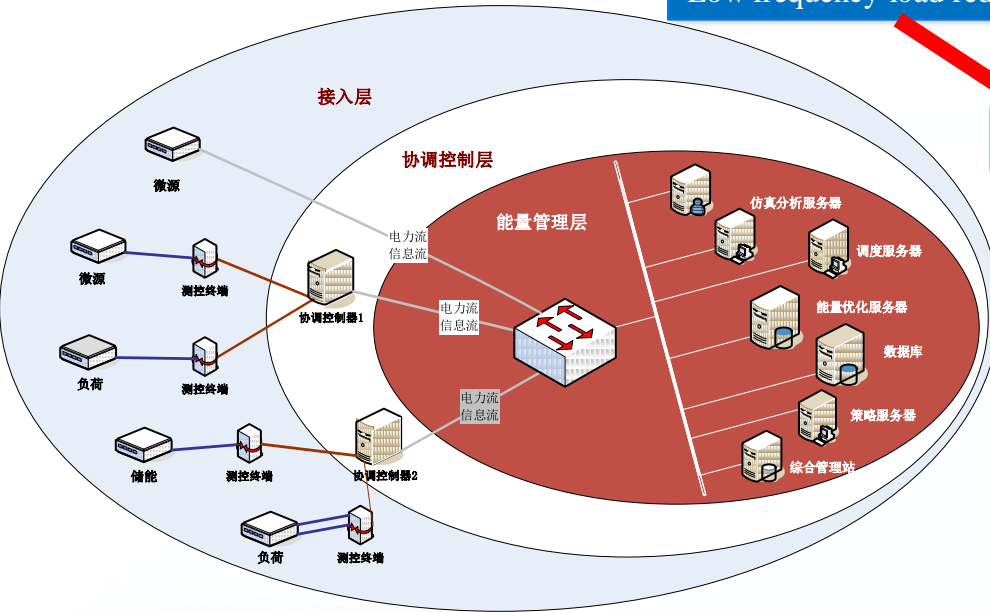 Low frequency load
接入层
微源
协调控制层
仿真分析服务器
能量管理层
电力流
信息流
调度服务器
微源
测控终端
协调控制器1
电力流
信息流
能量优化服务器
数据库
负荷
测控终端
电力流
信息流
策略服务器
储能
测控终端
协调控制器2
综合管理站
负荷
测控终端